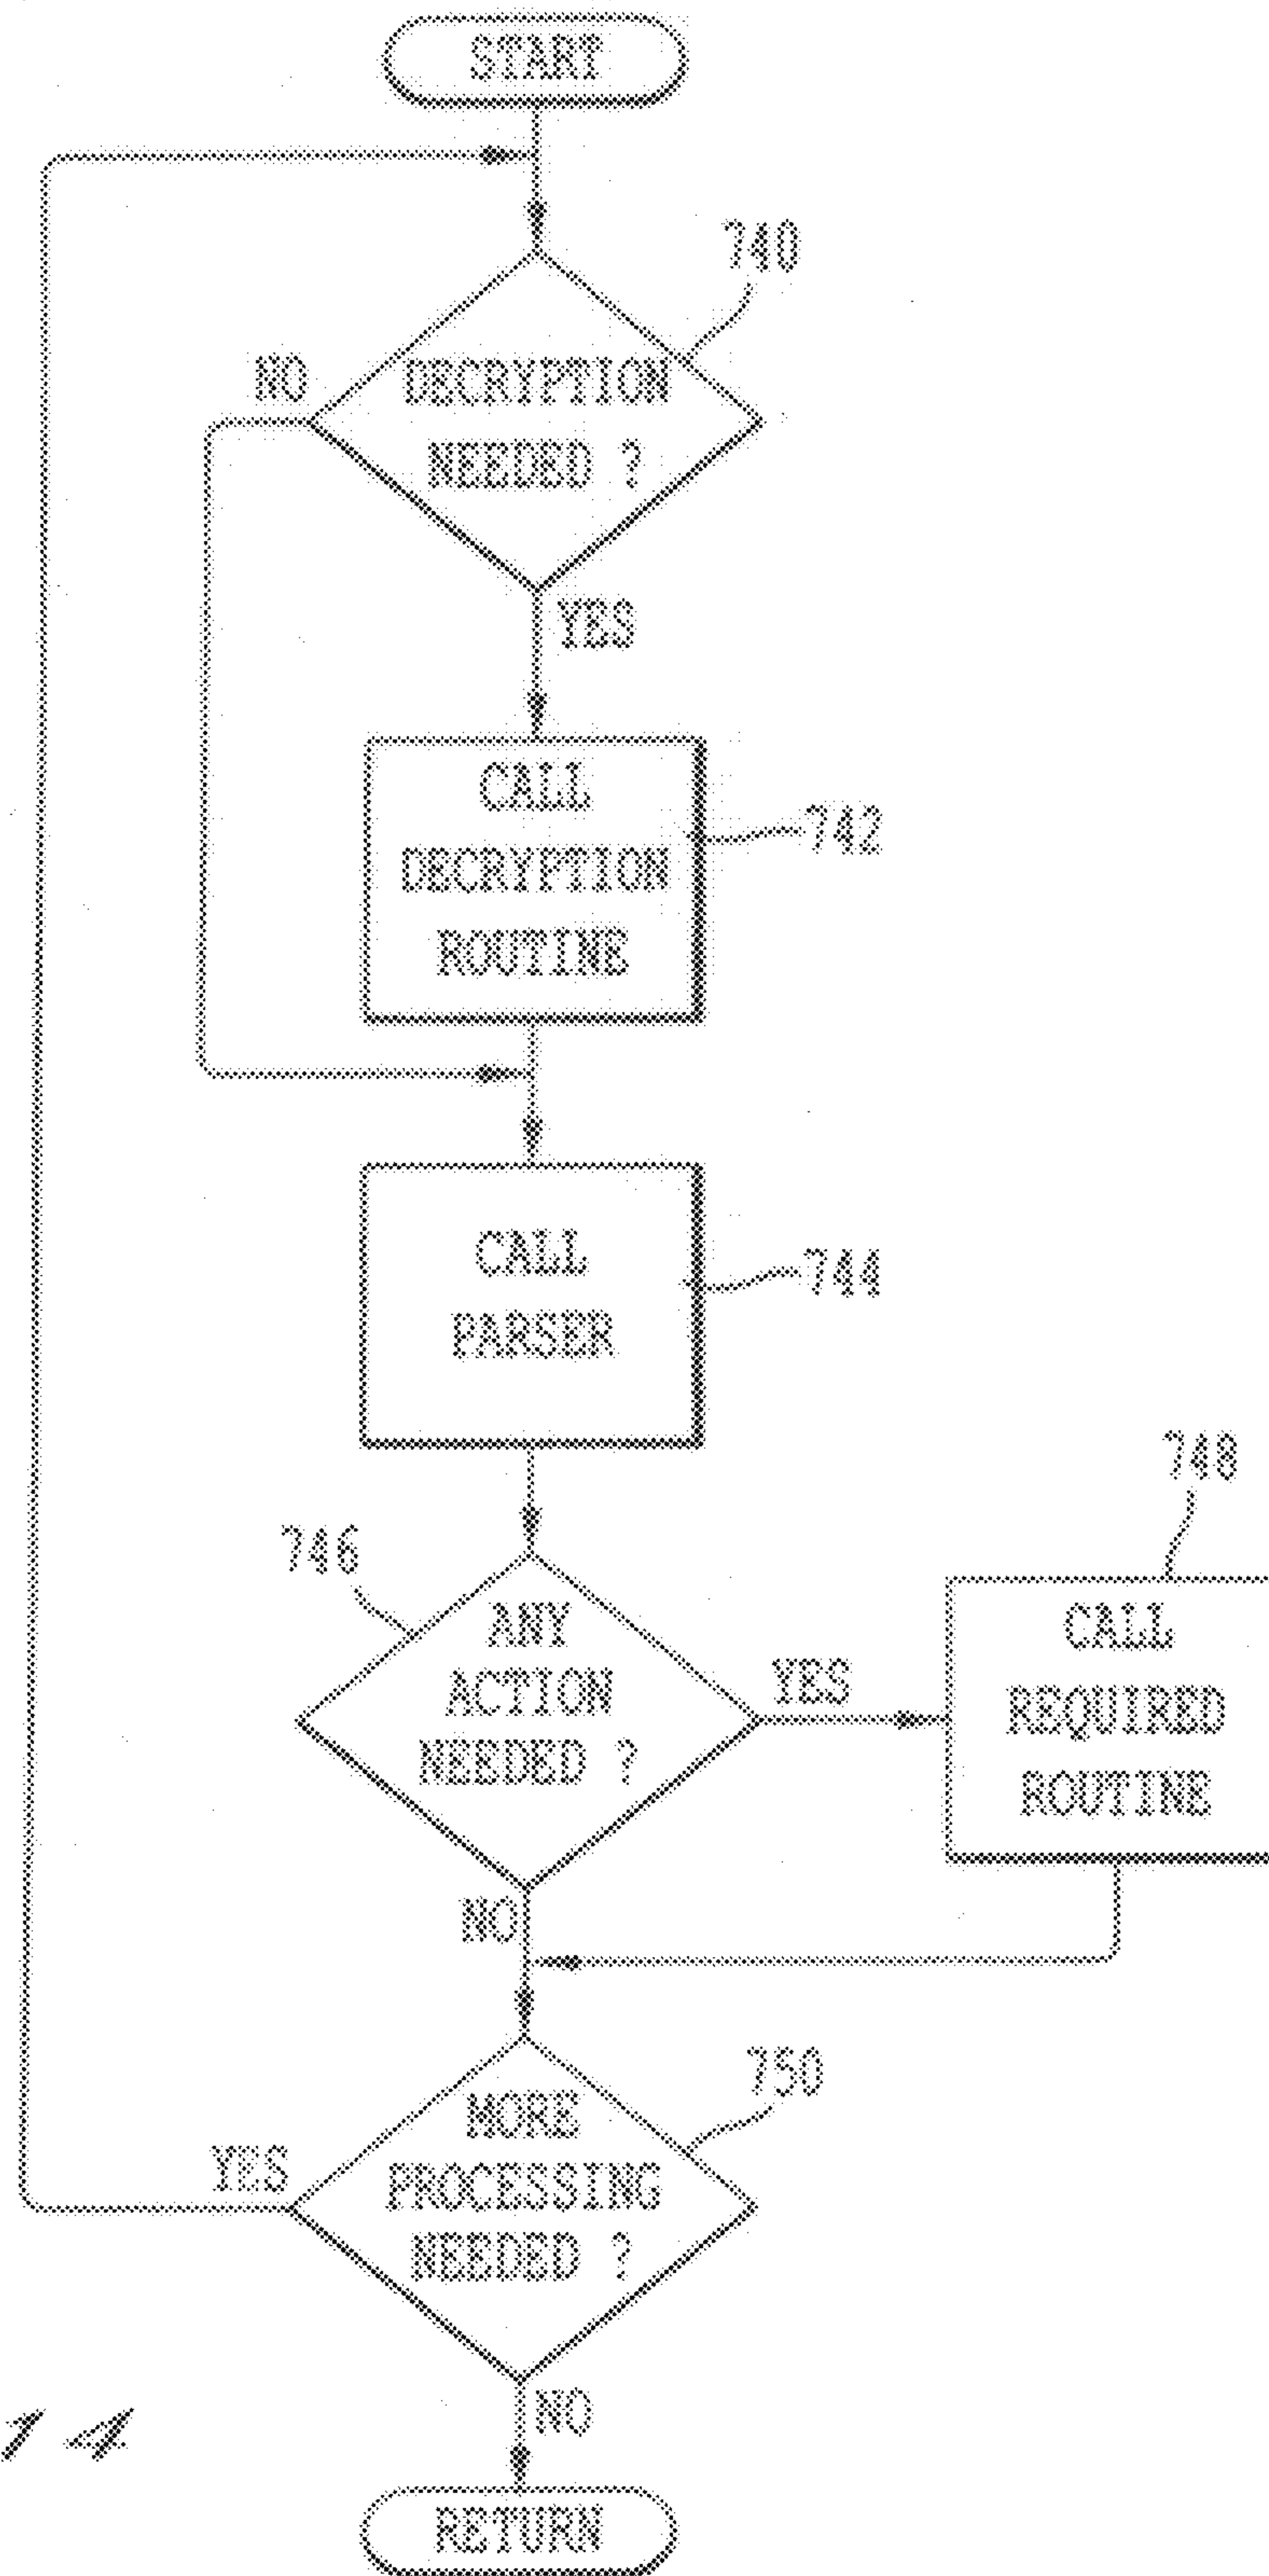 START
740
NO
DECRYPTION
NEEDED ?
YES
CALL
DECRYPTION
ROUTINE
742
CALL
PARSER
744
748
746
ANY
ACTION
NEEDED ?
YES
CALL
REQUIRED
ROUTINE
NO
750
MORE
PROCESSING
NEEDED ?
YES
NO
14
RETURN